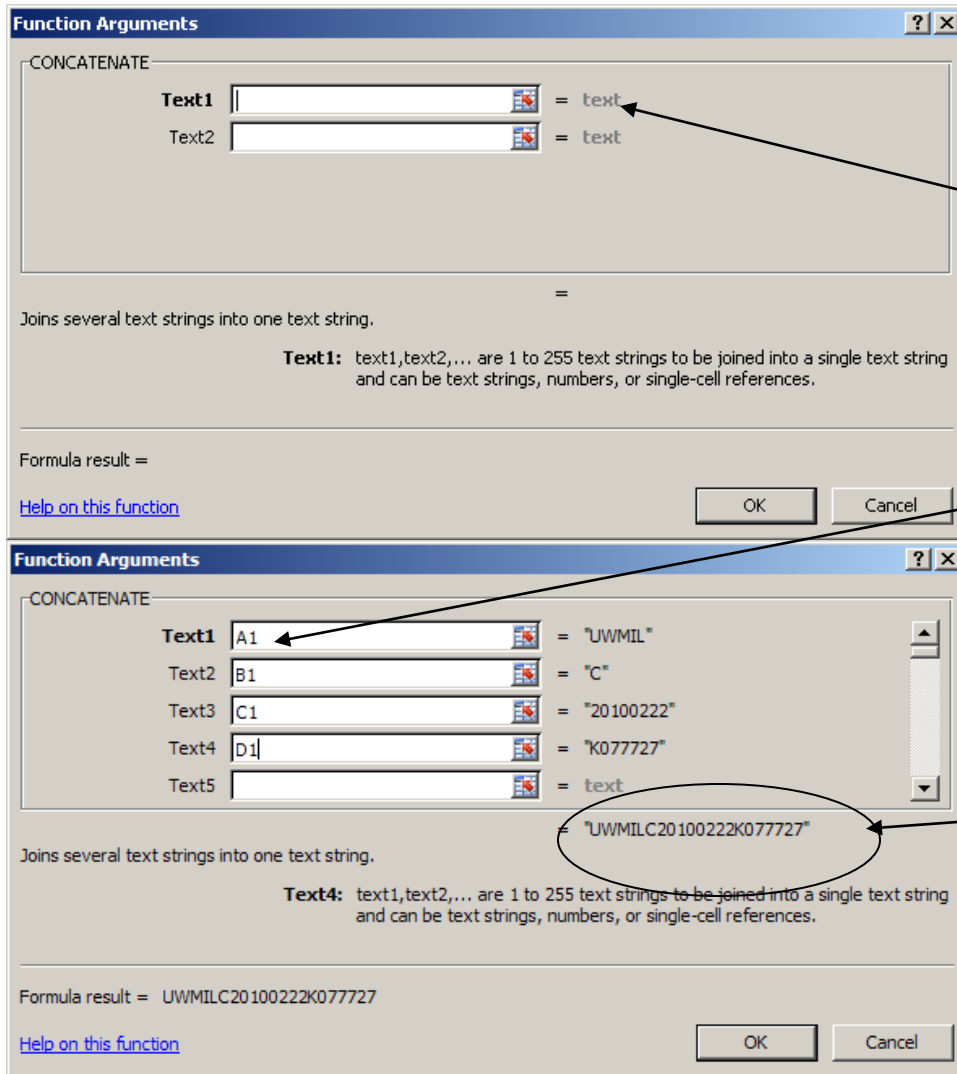 Function Arguments
CONCATENATE
Text1 = text
Text2 = text
=
Joins several text strings into one text string.
Text1: text1,text2,... are 1 to 255 text strings to be joined into a single text string
and can be text strings, numbers, or single-cell references.
Formula result =
Help on this function OK Cancel
Function Arguments
CONCATENATE
Text1 A1 = "UWMIL"
Text2 B1 = "C"
Text3 C1 = "20100222"
Text4 D1 = "K077727"
Text5 = text
= "UWMILC20100222K077727"
Joins several text strings into one text string.
Text4: text1,text2,... are 1 to 255 text strings to be joined into a single text string
and can be text strings, numbers, or single-cell references.
Formula result = UWMILC20100222K077727
Help on this function OK Cancel